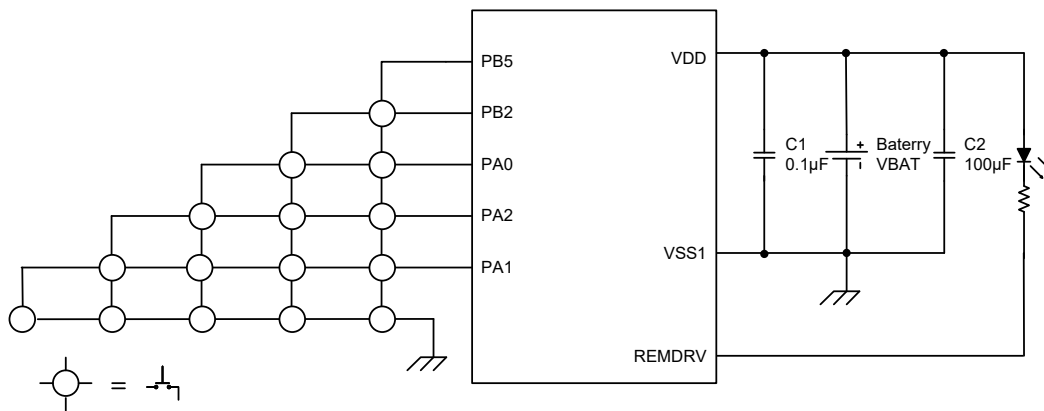 PB5
PB2
PA0
PA2
PA1
VDD
VSS1
REMDRV
C1
0.1µF
Baterry
VBAT
+
-
C2
100µF
=